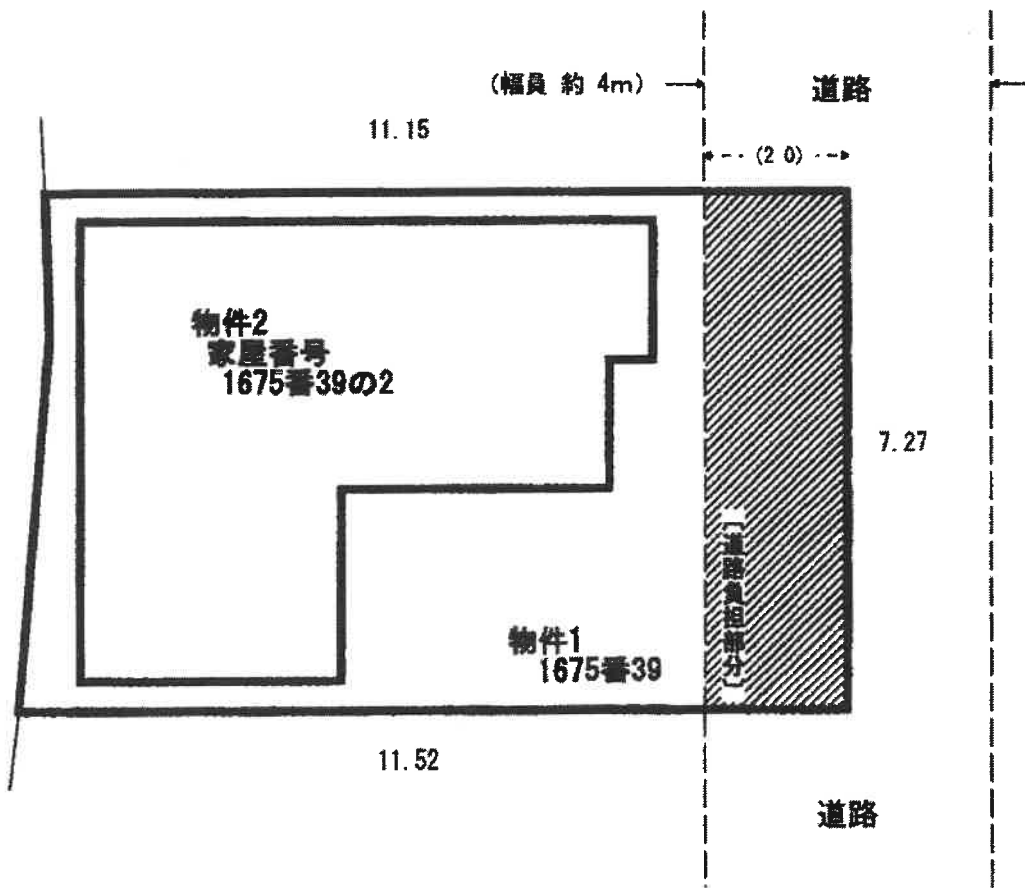 (幅員 約 4m)
道路
11.15
(2 0)
物件2
家屋番号
1675番39の2
7.27
[道路負担部分]
物件1
1675番39
11.52
道路